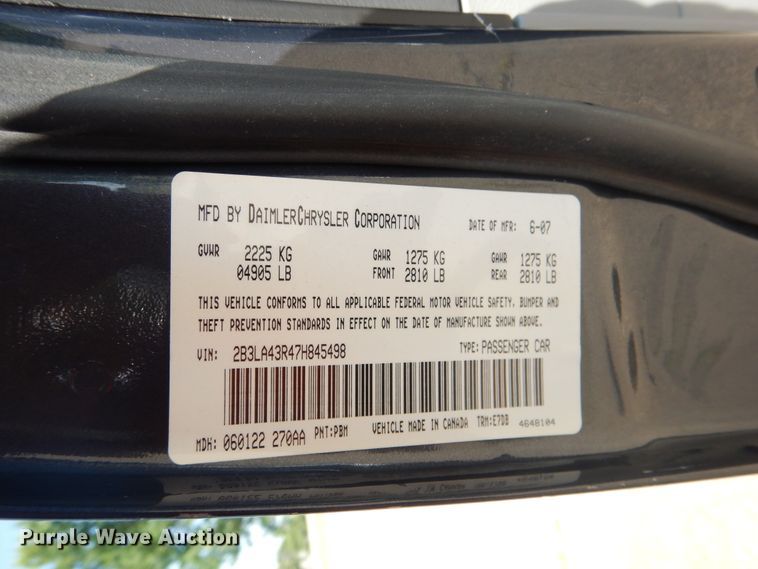 MFD BY DAIMLERCHRYSLER CORPORATION DATE OF MFR: 6-07
GVWR 2225 KG GAWR 1275 KG GAWR 1275 KG
04905 LB FRONT 2810 LB REAR 2810 LB
THIS VEHICLE CONFORMS TO ALL APPLICABLE FEDERAL MOTOR VEHICLE SAFETY, BUMPER AND
THEFT PREVENTION STANDARDS IN EFFECT ON THE DATE OF MANUFACTURE SHOWN ABOVE.
VIN: 2B3LA43R47H845498 TYPE: PASSENGER CAR
MDH: 060122 270AA PNT: PBM VEHICLE MADE IN CANADA TRM: E7DB 4648104
Purple Wave Auction